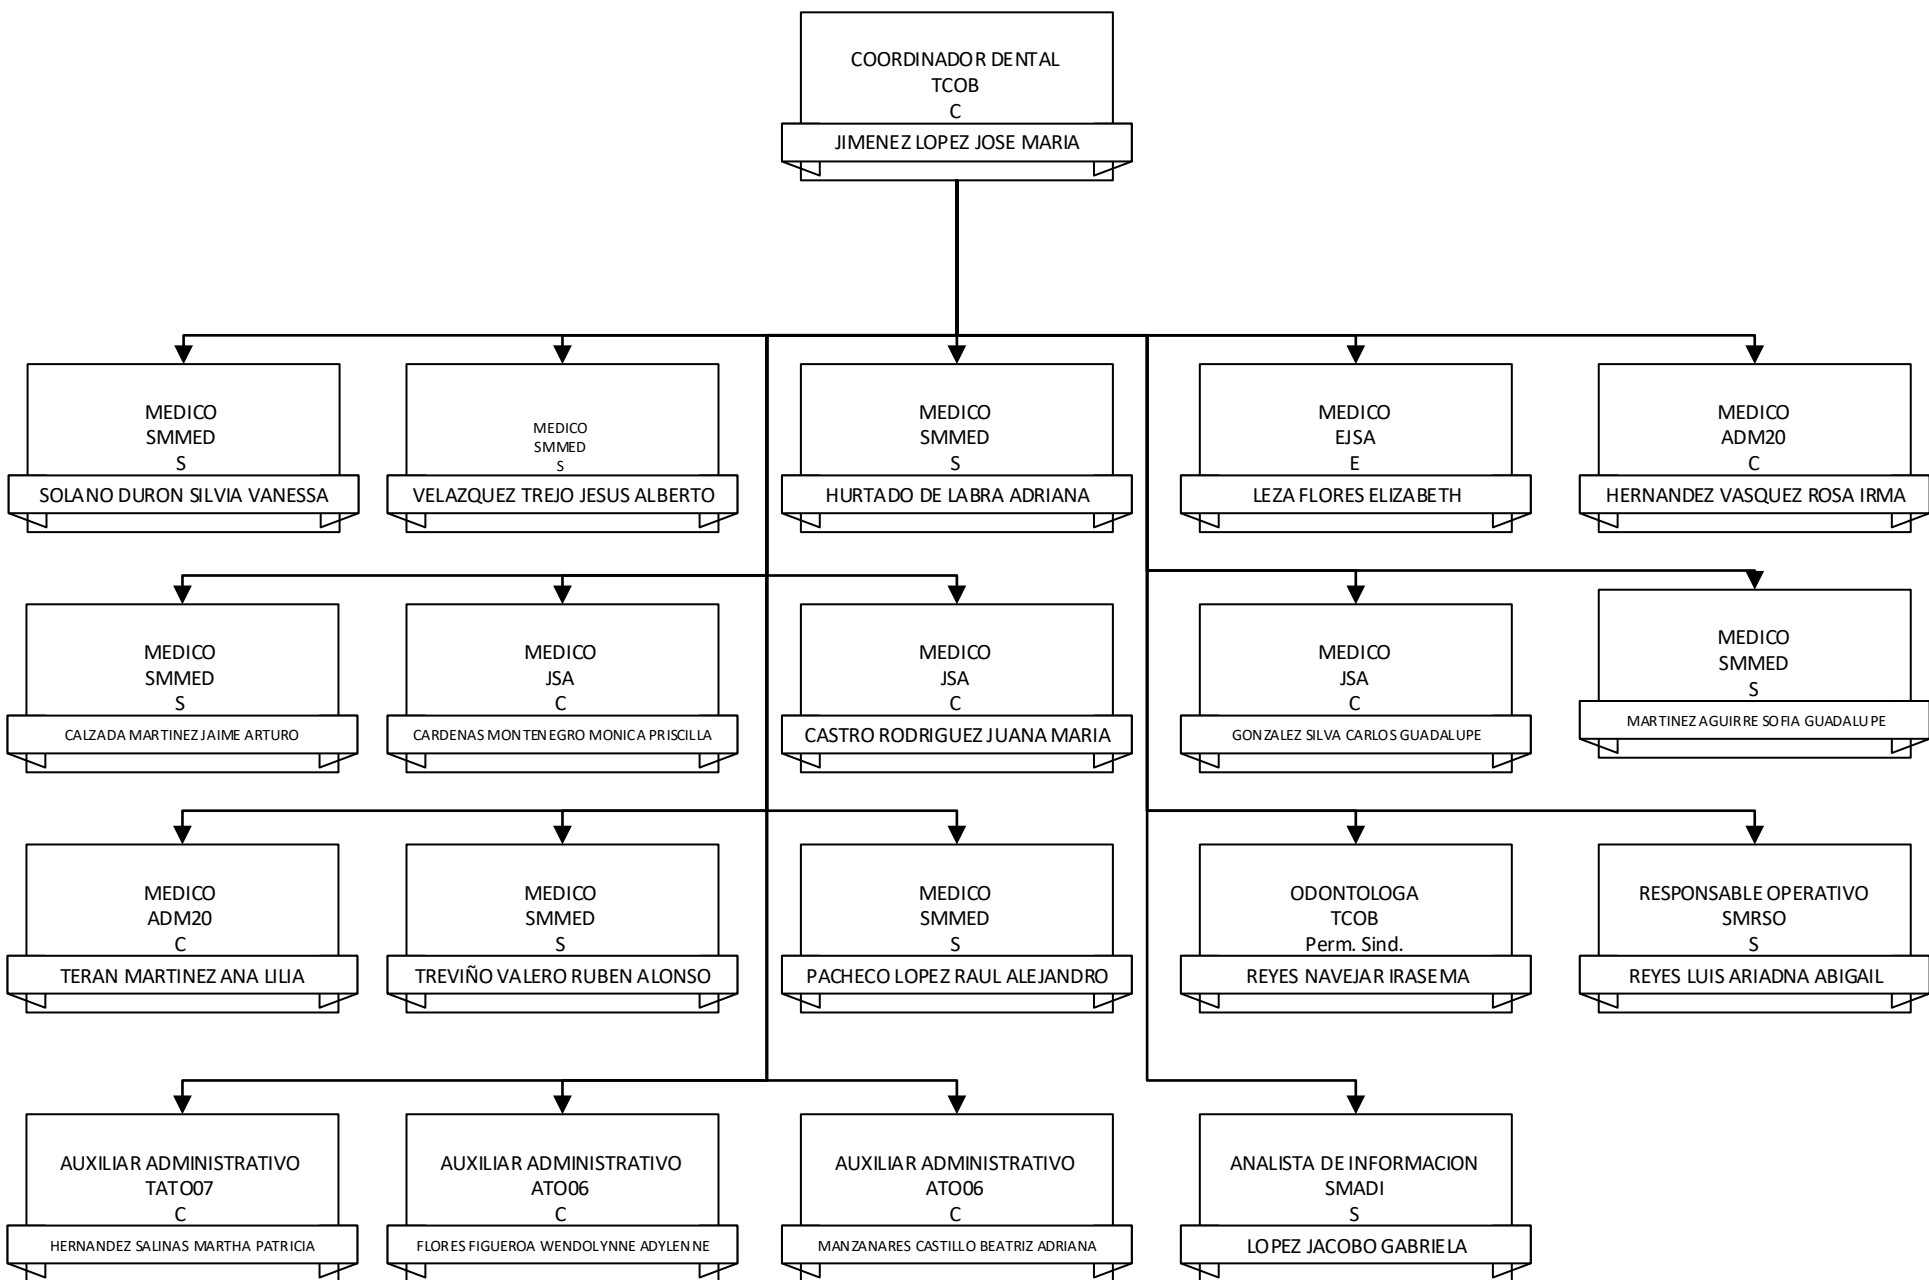 COORDINADOR DENTAL
TCOB
C
JIMENEZ LOPEZ JOSE MARIA
MEDICO
SMMED
S
SOLANO DURON SILVIA VANESSA
MEDICO
SMMED
S
VELAZQUEZ TREJO JESUS ALBERTO
MEDICO
SMMED
S
HURTADO DE LABRA ADRIANA
MEDICO
EJSA
E
LEZA FLORES ELIZABETH
MEDICO
ADM20
C
HERNANDEZ VASQUEZ ROSA IRMA
MEDICO
SMMED
S
CALZADA MARTINEZ JAIME ARTURO
MEDICO
JSA
C
CARDENAS MONTENEGRO MONICA PRISCILLA
MEDICO
JSA
C
CASTRO RODRIGUEZ JUANA MARIA
MEDICO
JSA
C
GONZALEZ SILVA CARLOS GUADALUPE
MEDICO
SMMED
S
MARTINEZ AGUIRRE SOFIA GUADALUPE
MEDICO
ADM20
C
TERAN MARTINEZ ANA LILIA
MEDICO
SMMED
S
TREVIÑO VALERO RUBEN ALONSO
MEDICO
SMMED
S
PACHECO LOPEZ RAUL ALEJANDRO
ODONTOLOGA
TCOB
Perm. Sind.
REYES NAVEJAR IRASEMA
RESPONSABLE OPERATIVO
SMRSO
S
REYES LUIS ARIADNA ABIGAIL
AUXILIAR ADMINISTRATIVO
TATO07
C
HERNANDEZ SALINAS MARTHA PATRICIA
AUXILIAR ADMINISTRATIVO
ATO06
C
FLORES FIGUEROA WENDOLYNNE ADYLENNE
AUXILIAR ADMINISTRATIVO
ATO06
C
MANZANARES CASTILLO BEATRIZ ADRIANA
ANALISTA DE INFORMACION
SMADI
S
LOPEZ JACOBO GABRIELA